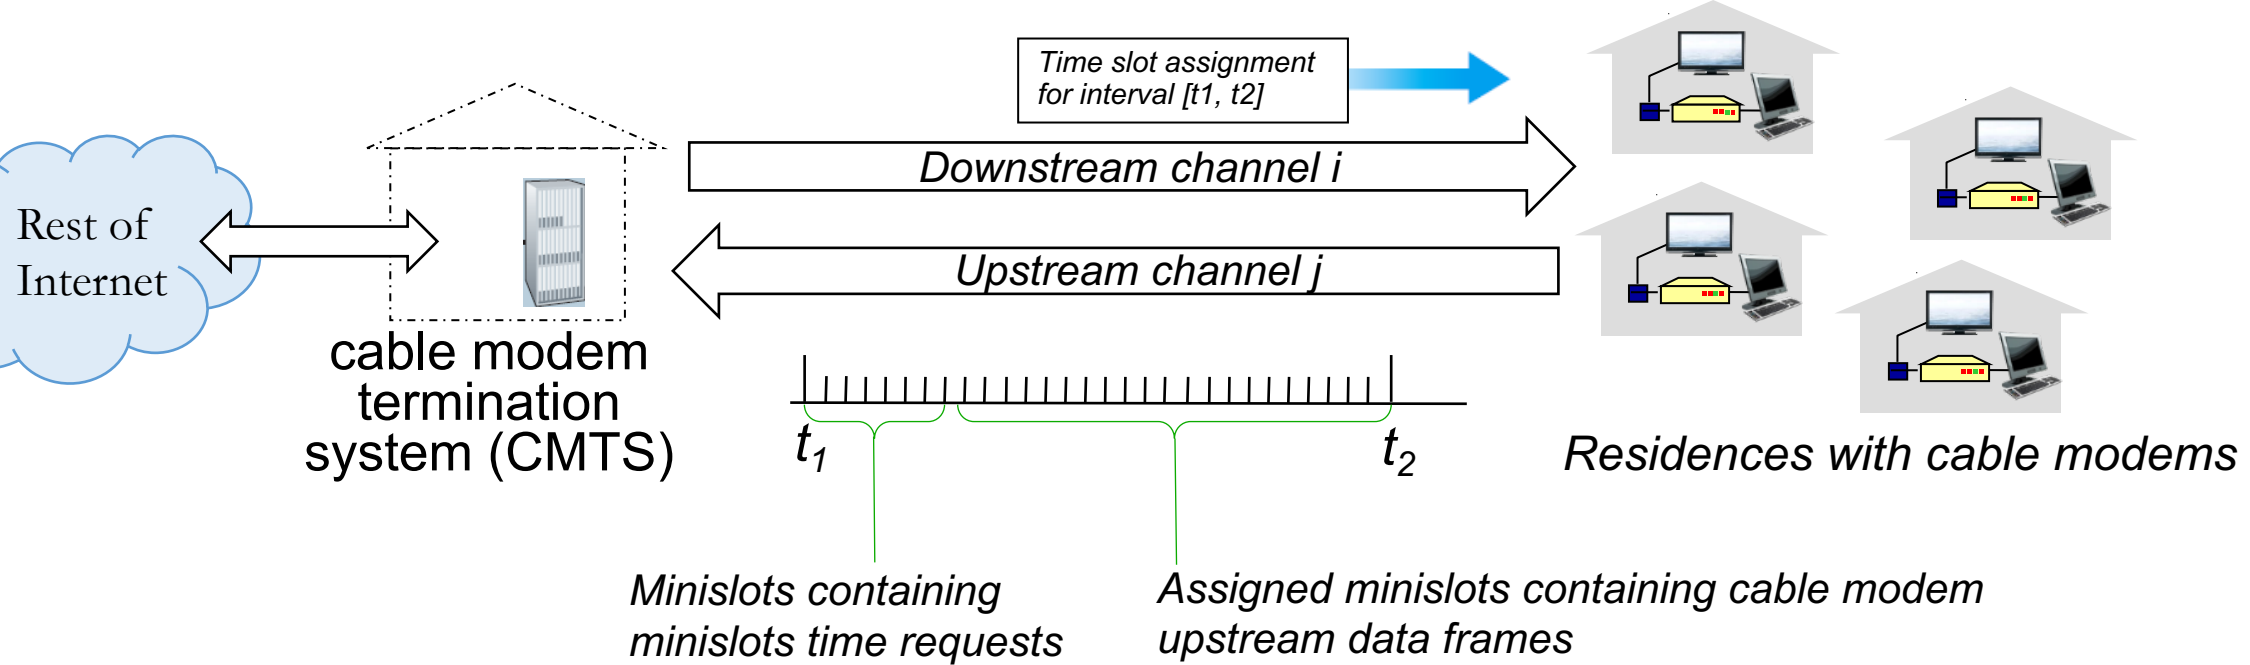 Time slot assignment
for interval [t1, t2]
Downstream channel i
Rest of
Internet
Upstream channel j
cable modem
termination
system (CMTS)
t1
t2
Residences with cable modems
Minislots containing
minislots time requests
Assigned minislots containing cable modem
upstream data frames